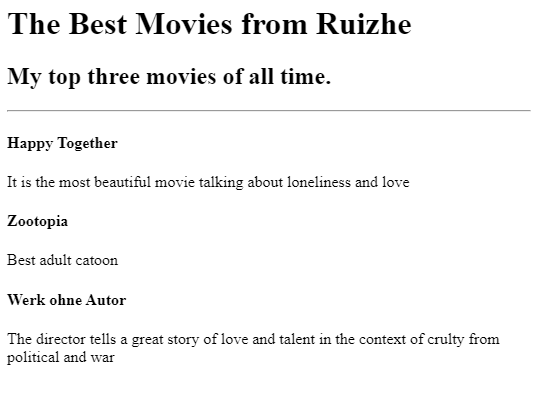 The Best Movies from Ruizhe
My top three movies of all time.
Happy Together
It is the most beautiful movie talking about loneliness and love
Zootopia
Best adult catoon
Werk ohne Autor
The director tells a great story of love and talent in the context of crulty from
political and war